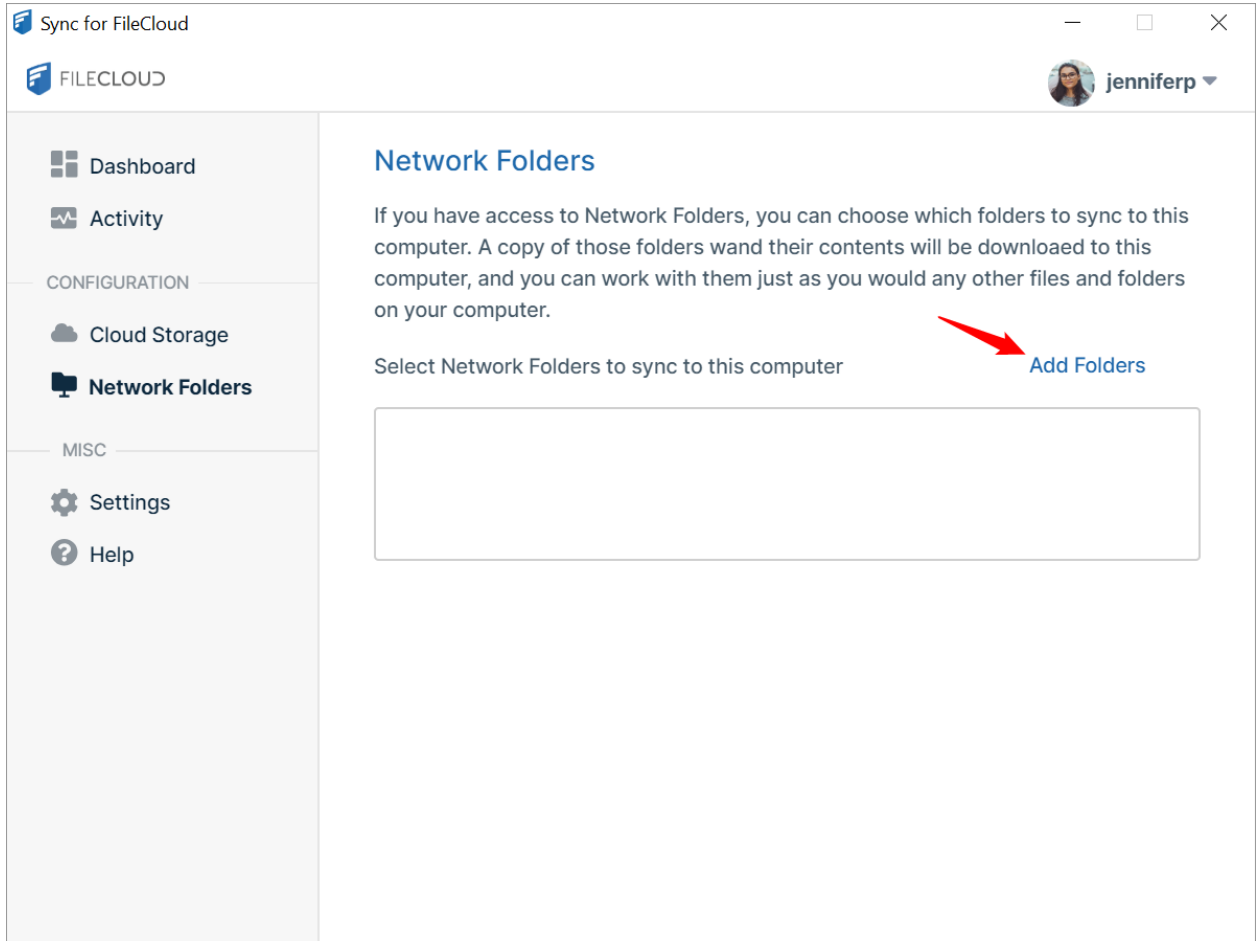 Sync for FileCloud
FILECLOUD
jenniferp
Dashboard
Activity
CONFIGURATION
Cloud Storage
Network Folders
MISC
Settings
Help
Network Folders
If you have access to Network Folders, you can choose which folders to sync to this
computer. A copy of those folders wand their contents will be downloaed to this
computer, and you can work with them just as you would any other files and folders
on your computer.
Select Network Folders to sync to this computer
Add Folders